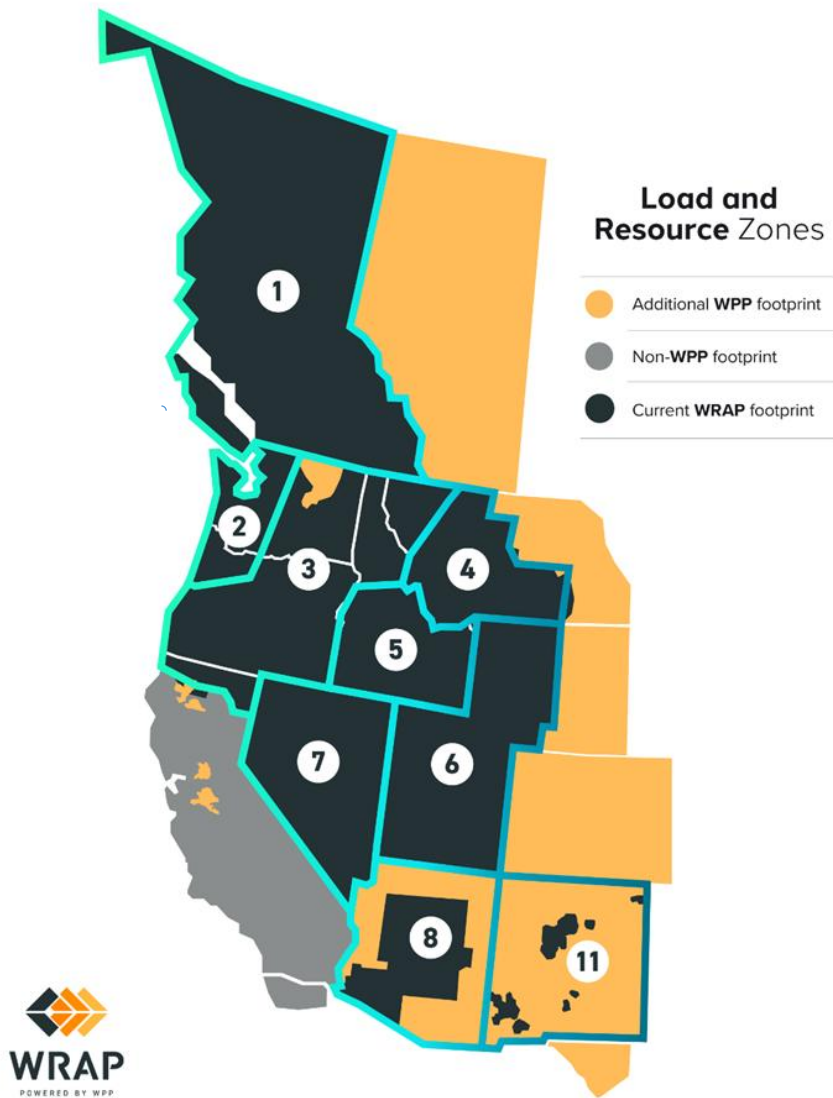 Load and
Resource Zones
Additional WPP footprint
Non-WPP footprint
Current WRAP footprint
1
2
3
4
5
6
7
8
11
WRAP
POWERED BY WPP